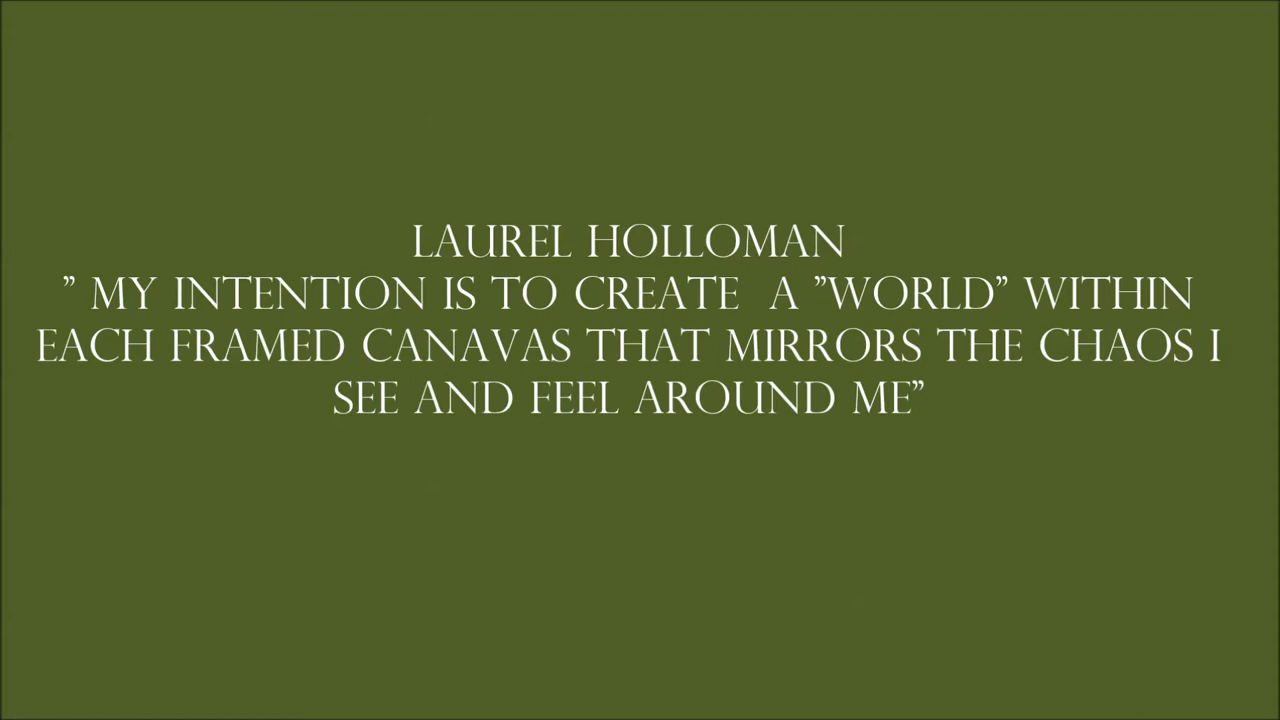 LAUREL HOLLOMAN
” MY INTENTION IS TO CREATE A ”WORLD” WITHIN
EACH FRAMED CANAVAS THAT MIRRORS THE CHAOS I
SEE AND FEEL AROUND ME”